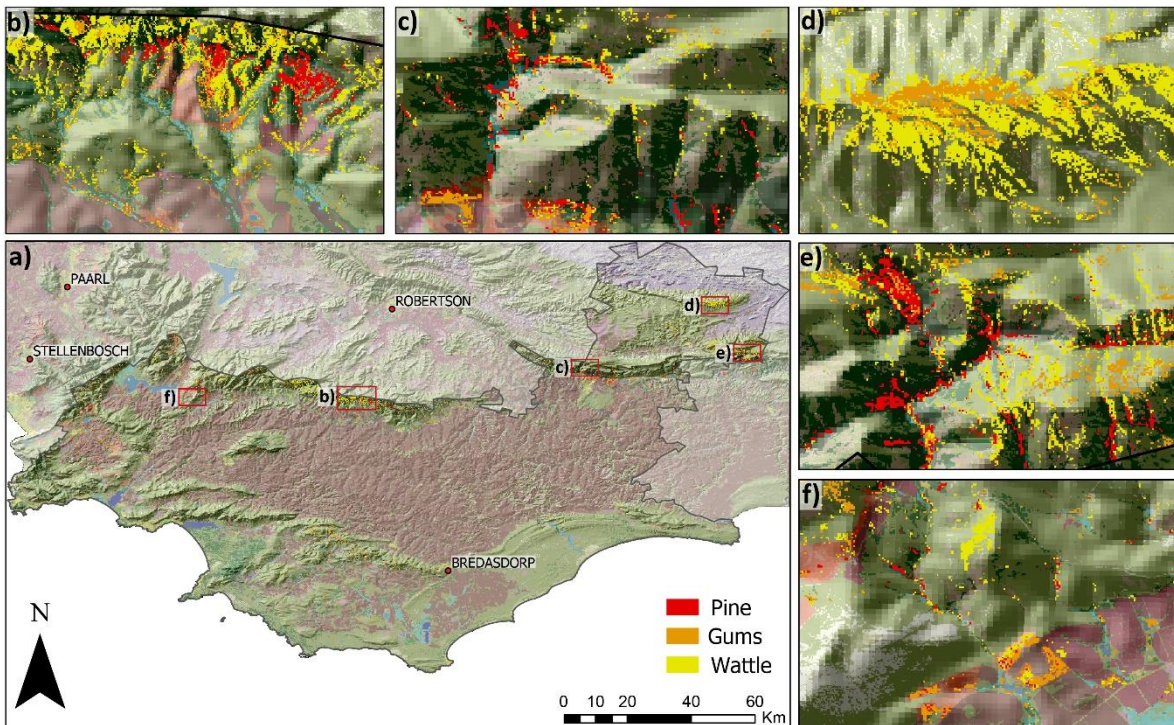 b)
c)
d)
a)
PAARL
ROBERTSON
STELLENBOSCH
d)
e)
c)
f)
b)
BREDASDORP
N
Pine
Gums
Wattle
0 10 20 40 60
Km
e)
f)